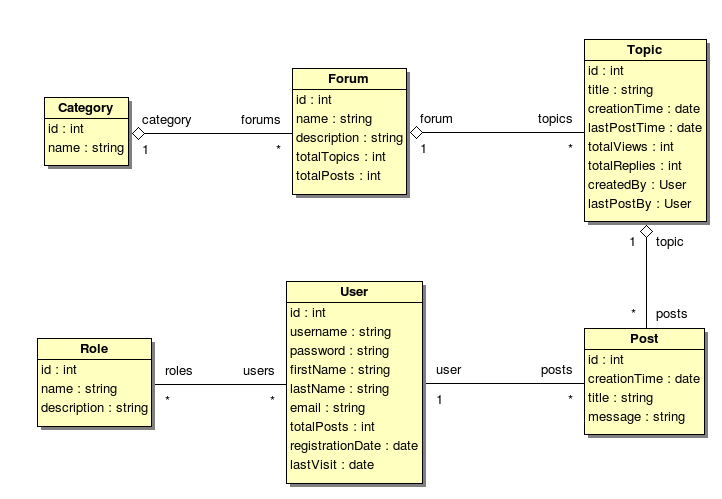 Category
id : int
name : string
category
forums
1
*
Forum
id : int
name : string
description : string
totalTopics : int
totalPosts : int
forum
topics
1
*
Topic
id : int
title : string
creationTime : date
lastPostTime : date
totalViews : int
totalReplies : int
createdBy : User
lastPostBy : User
1
topic
*
posts
Role
id : int
name : string
description : string
roles
users
*
*
User
id : int
username : string
password : string
firstName : string
lastName : string
email : string
totalPosts : int
registrationDate : date
lastVisit : date
user
posts
1
*
Post
id : int
creationTime : date
title : string
message : string